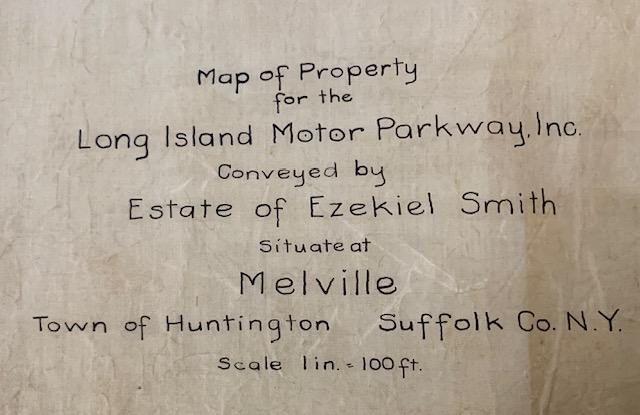 Map of Property
for the
Long Island Motor Parkway, Inc.
Conveyed by
Estate of Ezekiel Smith
Situate at
Melville
Town of Huntington Suffolk Co. N.Y.
Scale 1 in. = 100 ft.